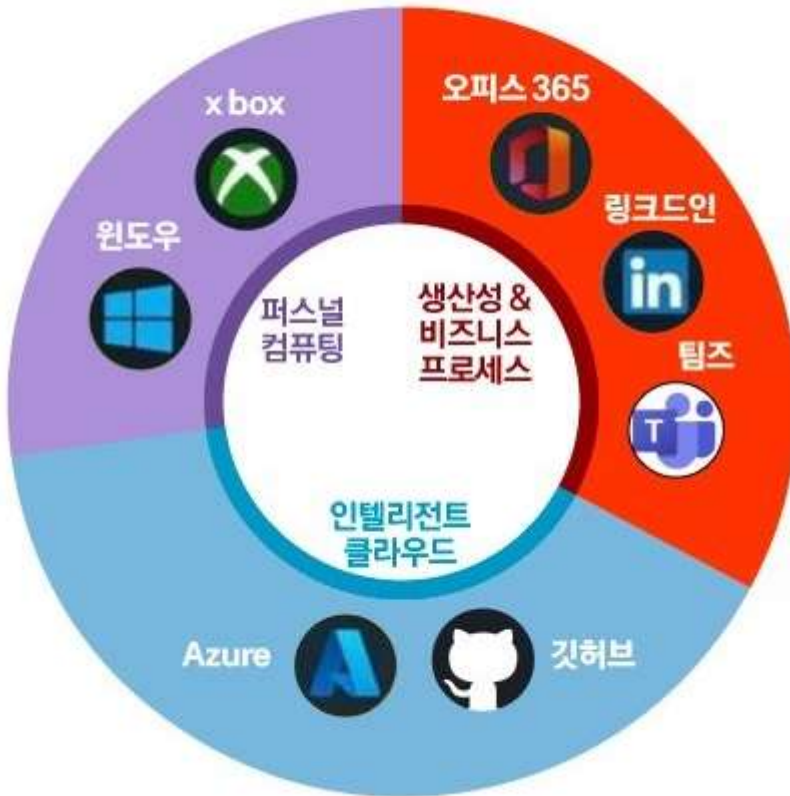 x box
윈도우
퍼스널
컴퓨팅
오피스 365
링크드인
in
팀즈
T
생산성 &
비즈니스
프로세스
인텔리전트
클라우드
Azure
깃허브